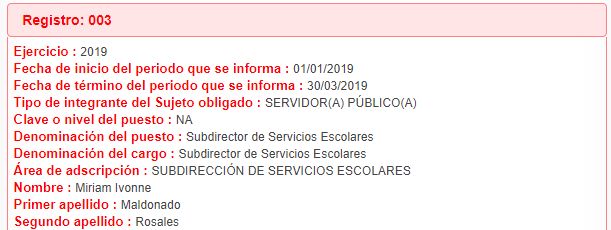 Registro: 003
Ejercicio : 2019
Fecha de inicio del periodo que se informa : 01/01/2019
Fecha de término del periodo que se informa : 30/03/2019
Tipo de integrante del Sujeto obligado : SERVIDOR(A) PÚBLICO(A)
Clave o nivel del puesto : NA
Denominación del puesto : Subdirector de Servicios Escolares
Denominación del cargo : Subdirector de Servicios Escolares
Área de adscripción : SUBDIRECCIÓN DE SERVICIOS ESCOLARES
Nombre : Miriam Ivonne
Primer apellido : Maldonado
Segundo apellido : Rosales